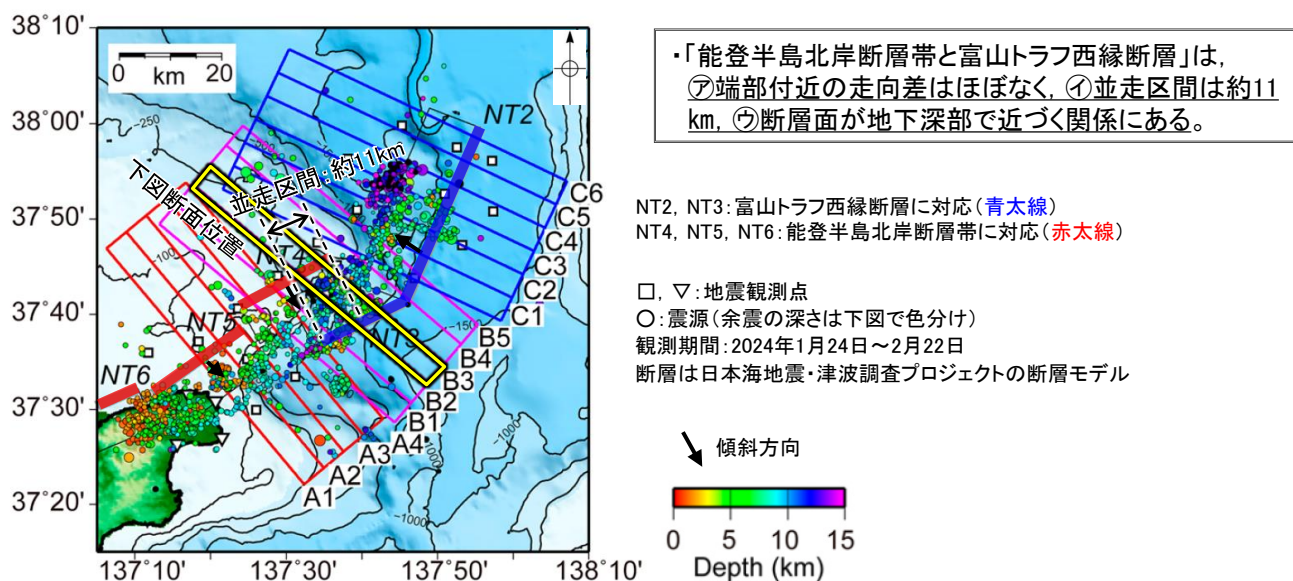 ・「能登半島北岸断層帯と富山トラフ西縁断層」は,
㋐端部付近の走向差はほぼなく, ㋑並走区間は約11
km, ㋒断層面が地下深部で近づく関係にある。
38°10'
38°00'
37°50'
37°40'
37°30'
37°20'
137°10'
137°30'
137°50'
138°10'
0 20
km
-250
NT2
並走区間:約11km
下図断面位置
-100
NT4
NT5
NT3
NT6
-1500
-1000
-1000
-1000
C6
C5
C4
C3
C2
C1
B5
B4
B3
B2
B1
A4
A3
A2
A1
NT2, NT3:富山トラフ西縁断層に対応(青太線)
NT4, NT5, NT6:能登半島北岸断層帯に対応(赤太線)
□, ▽:地震観測点
○:震源(余震の深さは下図で色分け)
観測期間:2024年1月24日～2月22日
断層は日本海地震・津波調査プロジェクトの断層モデル
傾斜方向
0 5 10 15
Depth (km)